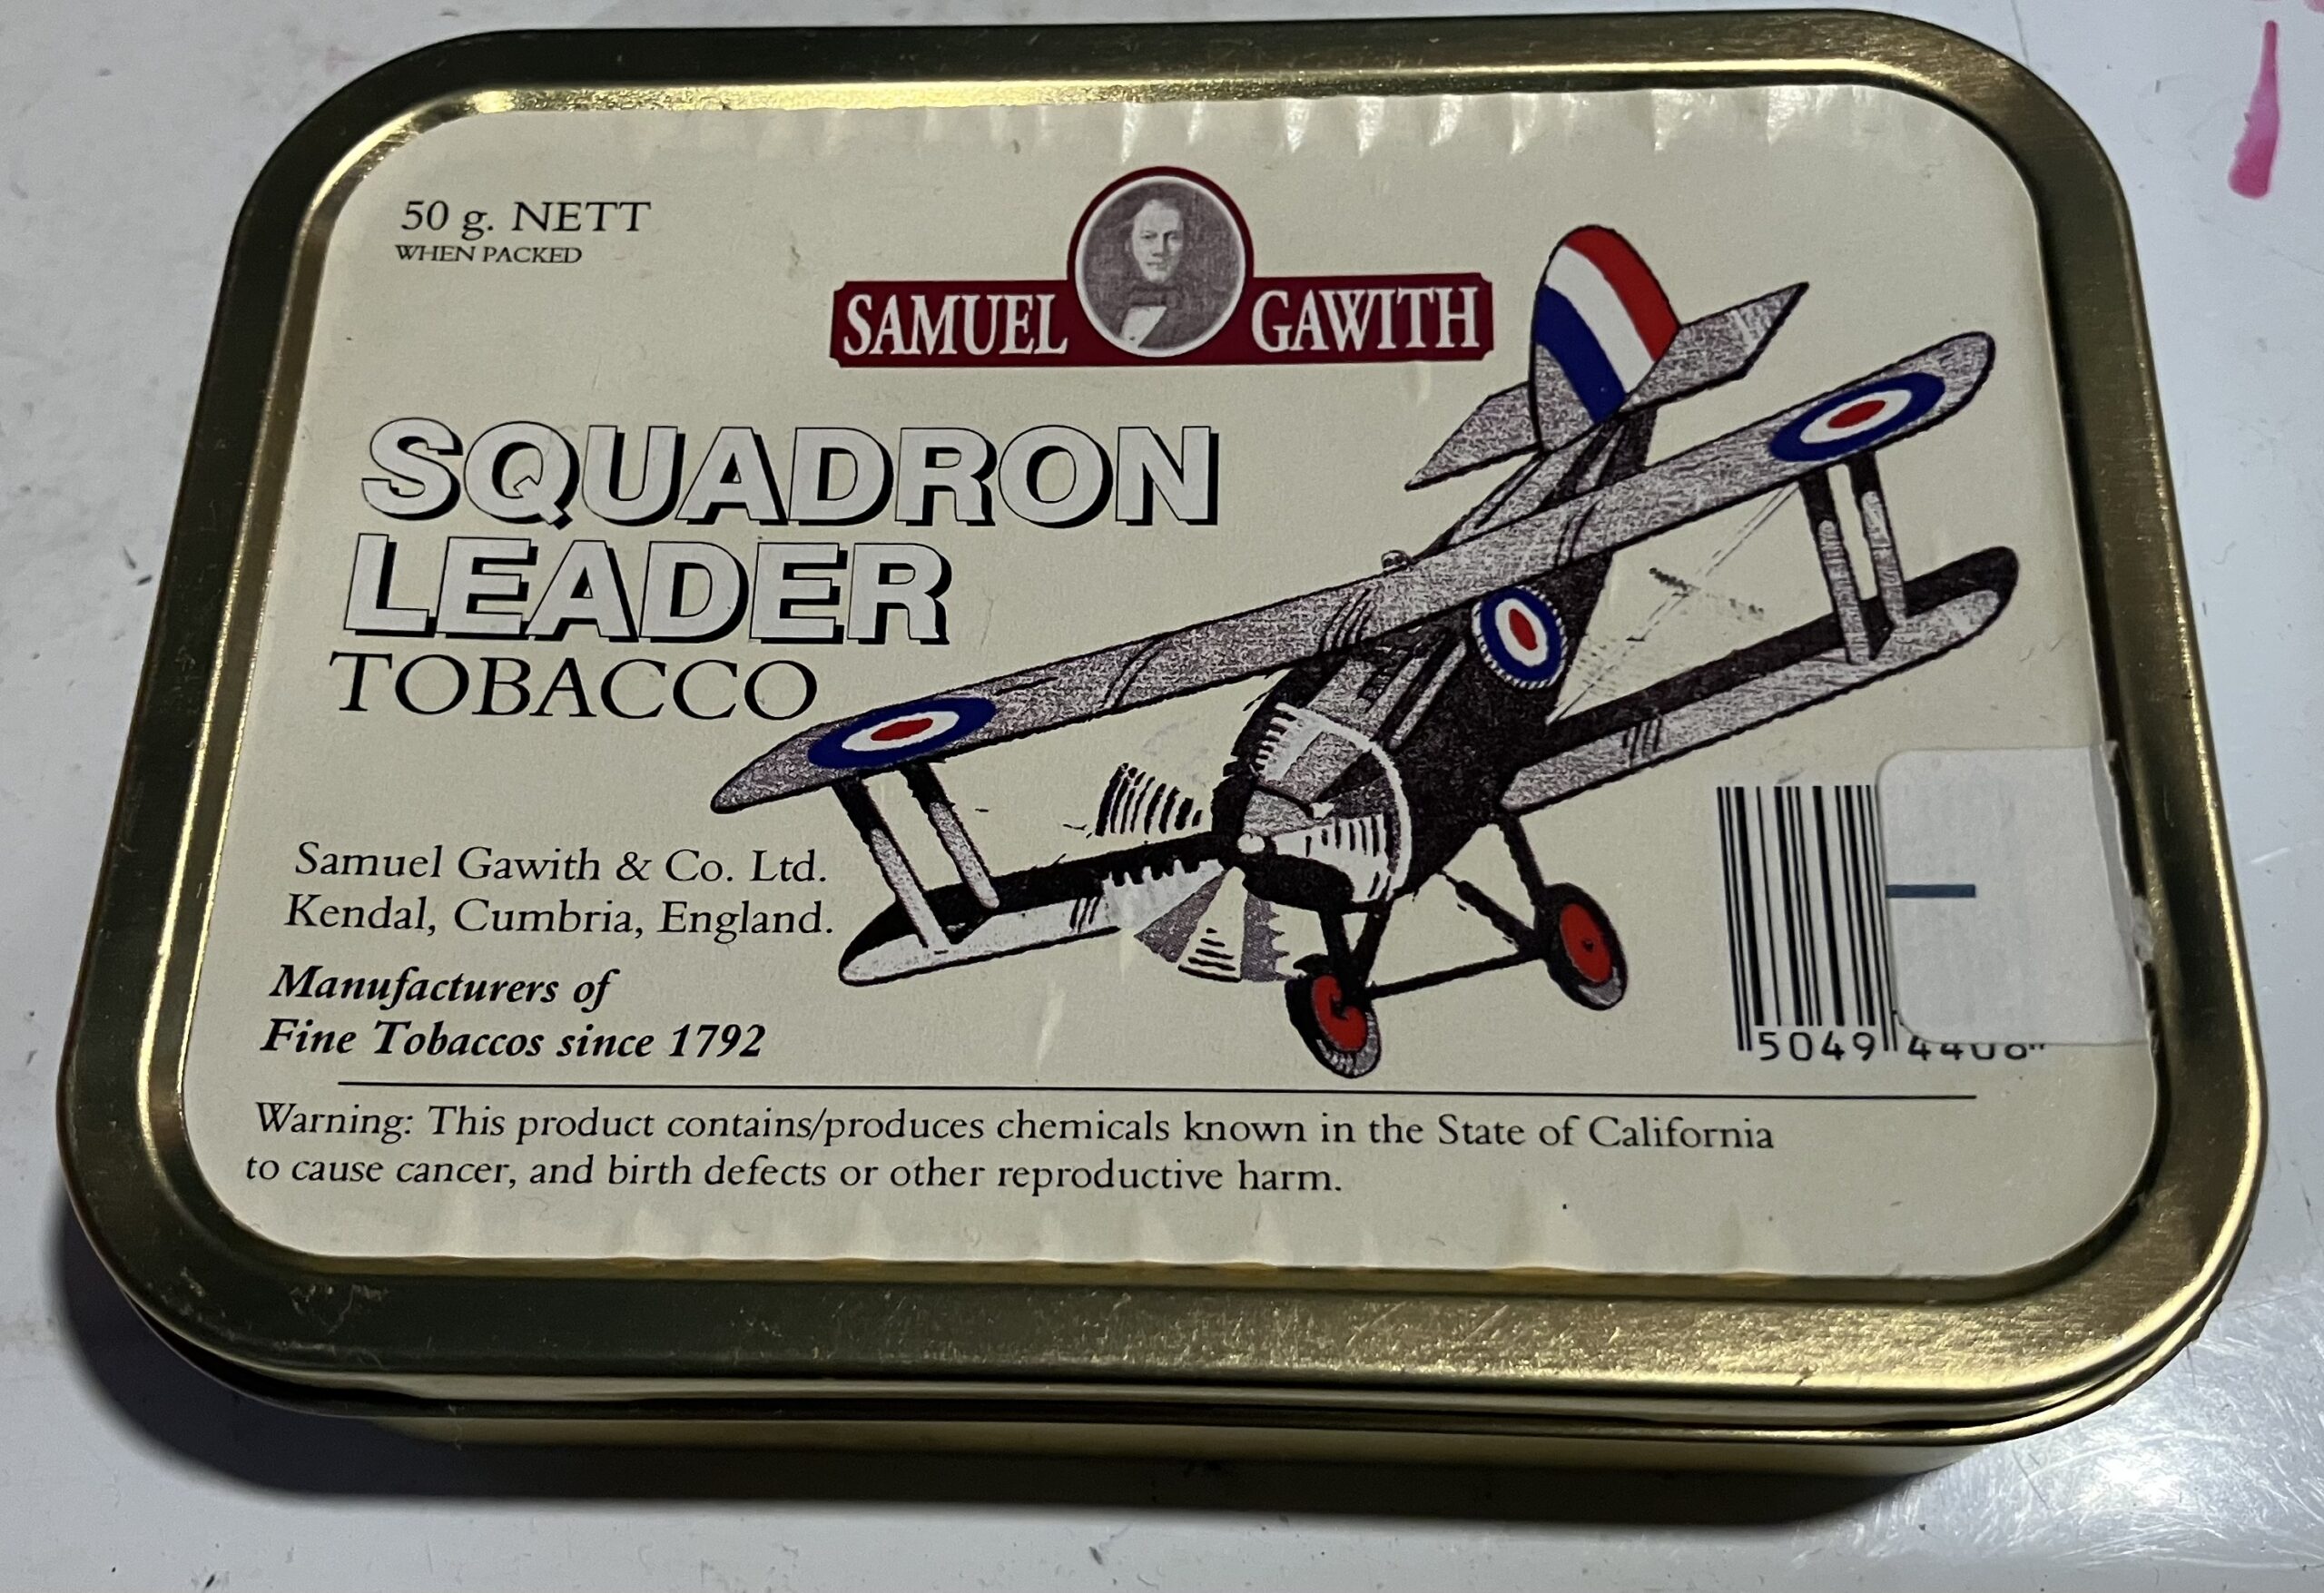 50 g. NETT
WHEN PACKED
SAMUEL GAWITH
SQUADRON
LEADER
TOBACCO
Samuel Gawith & Co. Ltd.
Kendal, Cumbria, England.
Manufacturers of
Fine Tobaccos since 1792
5049
Warning: This product contains/produces chemicals known in the State of California
to cause cancer, and birth defects or other reproductive harm.